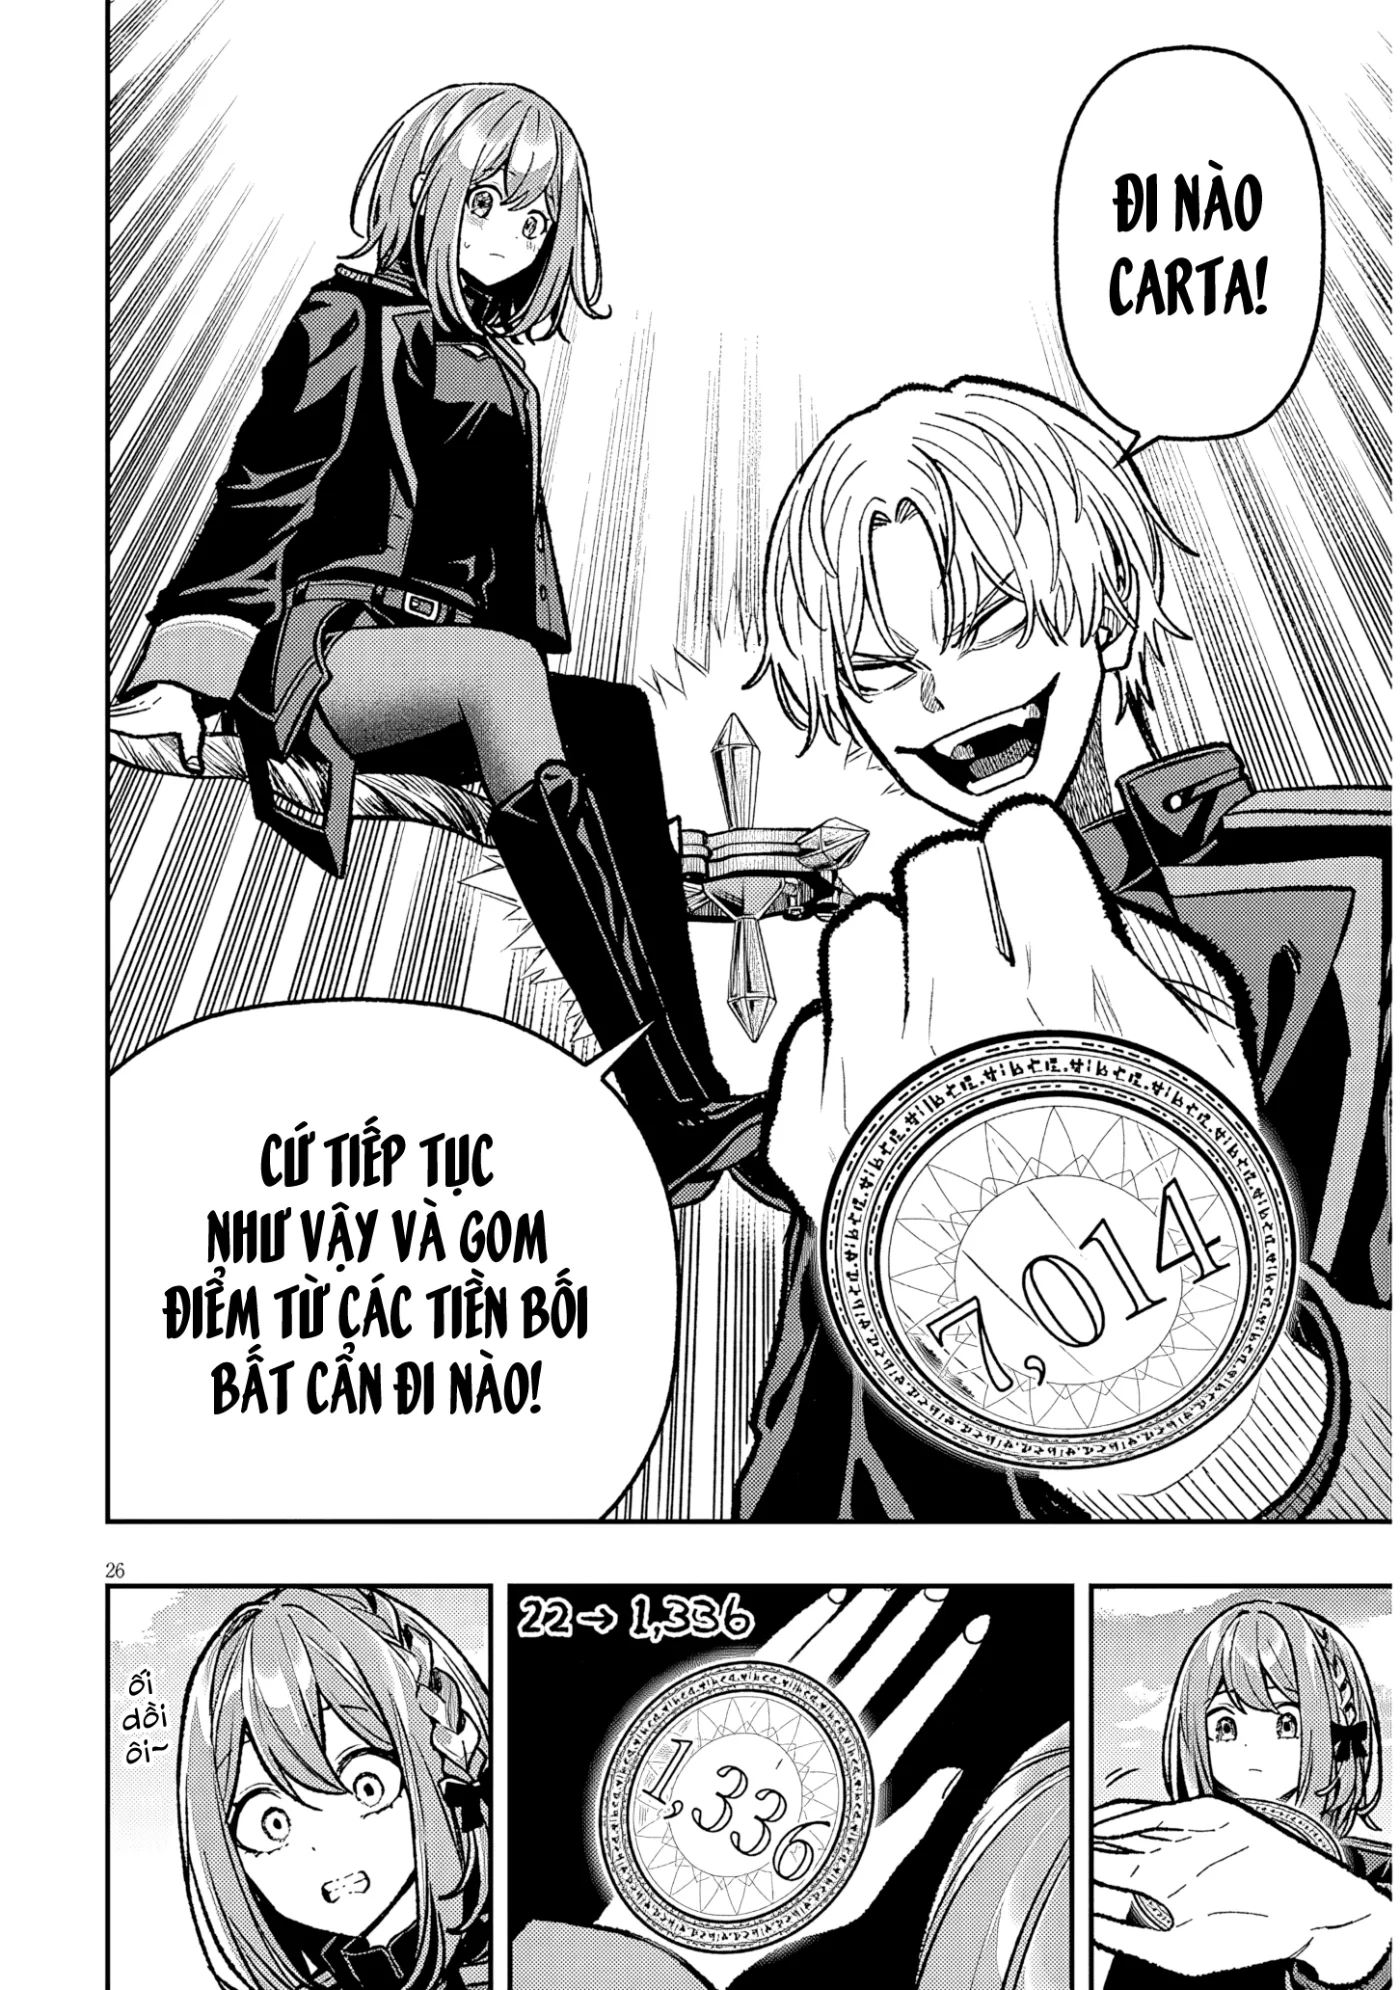 ĐI NÀO
CARTA!
CỨ TIẾP TỤC
NHƯ VẬY VÀ GOM
ĐIỂM TỪ CÁC TIỀN BỐI
BẤT CẨN ĐI NÀO!
7,014
26
22→1,336
1,336
ối
dồi
ôi~